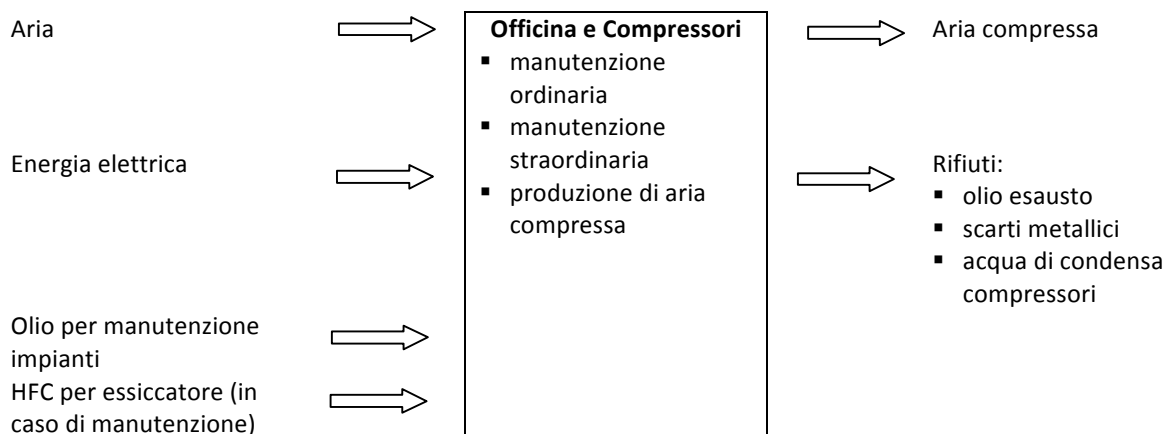 Aria
Energia elettrica
Olio per manutenzione
impianti
HFC per essiccatore (in
caso di manutenzione)
Officina e Compressori
▪ manutenzione
ordinaria
▪ manutenzione
straordinaria
▪ produzione di aria
compressa
Aria compressa
Rifiuti:
▪ olio esausto
▪ scarti metallici
▪ acqua di condensa
compressori